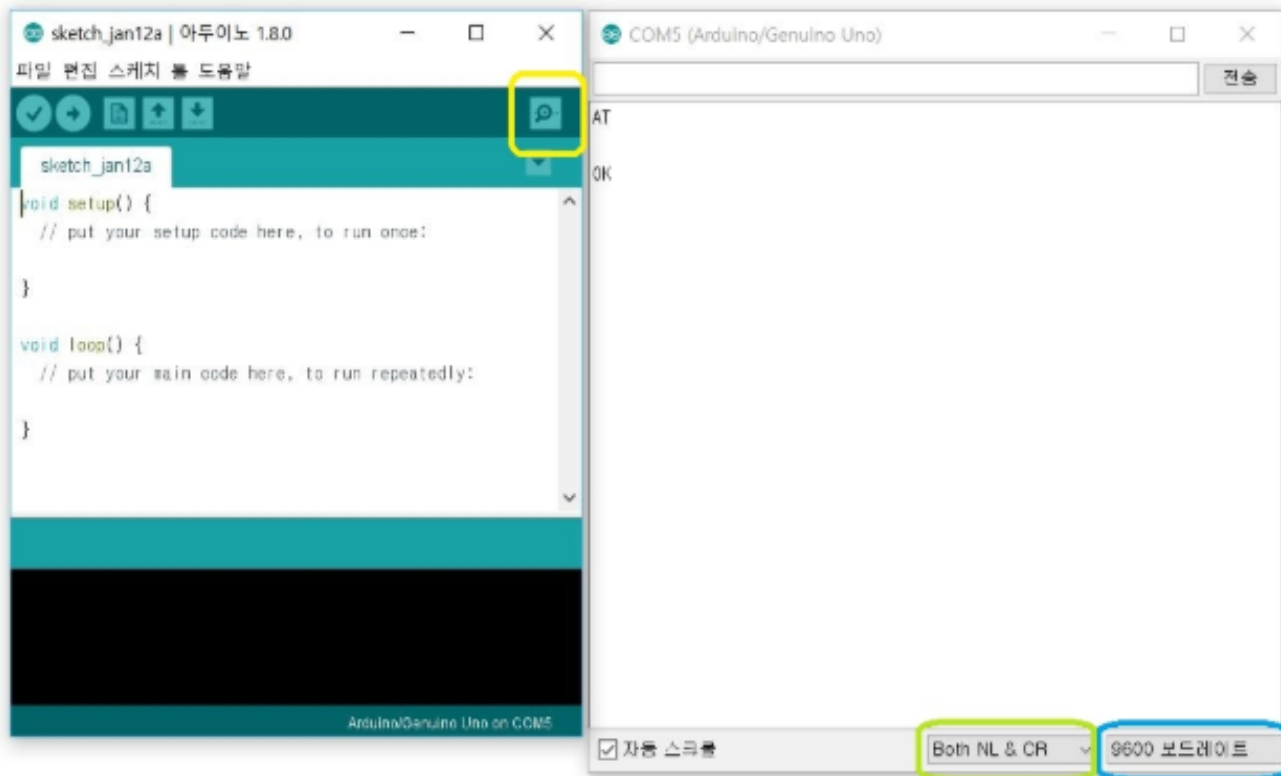 sketch_jan12a | 아두이노 1.8.0
파일 편집 스케치 툴 도움말
sketch_jan12a
void setup() {
// put your setup code here, to run once:
}
void loop() {
// put your main code here, to run repeatedly:
}
Arduino/Genuino Uno on COM5
COM5 (Arduino/Genuino Uno)
전송
AT
OK
자동 스크롤
Both NL & CR
9600 보드레이트